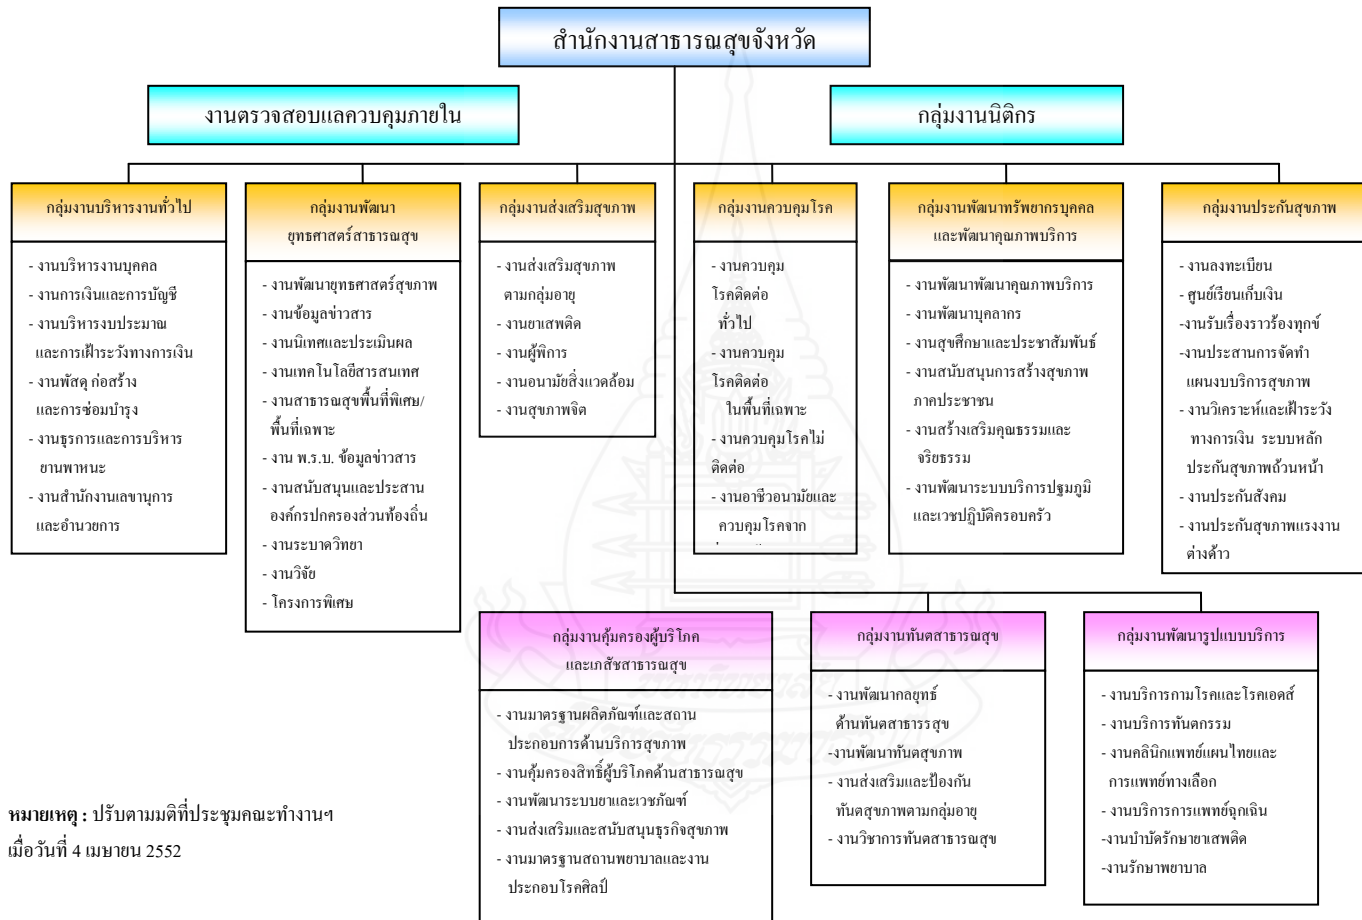 สำนักงานสาธารณสุขจังหวัด
งานตรวจสอบแลควบคุมภายใน
กลุ่มงานนิติกร
กลุ่มงานบริหารงานทั่วไป
- งานบริหารงานบุคคล
- งานการเงินและการบัญชี
- งานบริหารงบประมาณ
และการเฝ้าระวังทางการเงิน
- งานพัสดุ ก่อสร้าง
และการซ่อมบำรุง
- งานธุรการและการบริหาร
ยานพาหนะ
- งานสำนักงานเลขานุการ
และอำนวยการ
กลุ่มงานพัฒนา
ยุทธศาสตร์สาธารณสุข
- งานพัฒนายุทธศาสตร์สุขภาพ
- งานข้อมูลข่าวสาร
- งานนิเทศและประเมินผล
- งานเทคโนโลยีสารสนเทศ
- งานสาธารณสุขพื้นที่พิเศษ/
พื้นที่เฉพาะ
- งาน พ.ร.บ. ข้อมูลข่าวสาร
- งานสนับสนุนและประสาน
องค์กรปกครองส่วนท้องถิ่น
- งานระบาดวิทยา
- งานวิจัย
- โครงการพิเศษ
กลุ่มงานส่งเสริมสุขภาพ
- งานส่งเสริมสุขภาพ
ตามกลุ่มอายุ
- งานยาเสพติด
- งานผู้พิการ
- งานอนามัยสิ่งแวดล้อม
- งานสุขภาพจิต
กลุ่มงานควบคุมโรค
- งานควบคุม
โรคติดต่อ
ทั่วไป
- งานควบคุม
โรคติดต่อ
ในพื้นที่เฉพาะ
- งานควบคุมโรคไม่
ติดต่อ
- งานอาชีวอนามัยและ
ควบคุมโรคจาก
กลุ่มงานพัฒนาทรัพยากรบุคคล
และพัฒนาคุณภาพบริการ
- งานพัฒนาพัฒนาคุณภาพบริการ
- งานพัฒนาบุคลากร
- งานสุขศึกษาและประชาสัมพันธ์
- งานสนับสนุนการสร้างสุขภาพ
ภาคประชาชน
- งานสร้างเสริมคุณธรรมและ
จริยธรรม
- งานพัฒนาระบบบริการปฐมภูมิ
และเวชปฏิบัติครอบครัว
กลุ่มงานประกันสุขภาพ
- งานลงทะเบียน
- ศูนย์เรียนเก็บเงิน
-งานรับเรื่องราวร้องทุกข์
-งานประสานการจัดทำ
แผนงบบริการสุขภาพ
- งานวิเคราะห์และเฝ้าระวัง
ทางการเงิน ระบบหลัก
ประกันสุขภาพถ้วนหน้า
- งานประกันสังคม
- งานประกันสุขภาพแรงงาน
ต่างด้าว
กลุ่มงานคุ้มครองผู้บริโภค
และเภสัชสาธารณสุข
- งานมาตรฐานผลิตภัณฑ์และสถาน
ประกอบการด้านบริการสุขภาพ
- งานคุ้มครองสิทธิ์ผู้บริโภคด้านสาธารณสุข
- งานพัฒนาระบบยาและเวชภัณฑ์
- งานส่งเสริมและสนับสนุนธุรกิจสุขภาพ
- งานมาตรฐานสถานพยาบาลและงาน
ประกอบโรคศิลป์
กลุ่มงานทันตสาธารณสุข
- งานพัฒนากลยุทธ์
ด้านทันตสาธารรสุข
-งานพัฒนาทันตสุขภาพ
- งานส่งเสริมและป้องกัน
ทันตสุขภาพตามกลุ่มอายุ
- งานวิชาการทันตสาธารณสุข
กลุ่มงานพัฒนารูปแบบบริการ
- งานบริการกามโรคและโรคเอดส์
- งานบริการทันตกรรม
- งานคลินิกแพทย์แผนไทยและ
การแพทย์ทางเลือก
- งานบริการการแพทย์ฉุกเฉิน
-งานบำบัดรักษายาเสพติด
-งานรักษาพยาบาล
หมายเหตุ : ปรับตามมติที่ประชุมคณะทำงานฯ
เมื่อวันที่ 4 เมษายน 2552